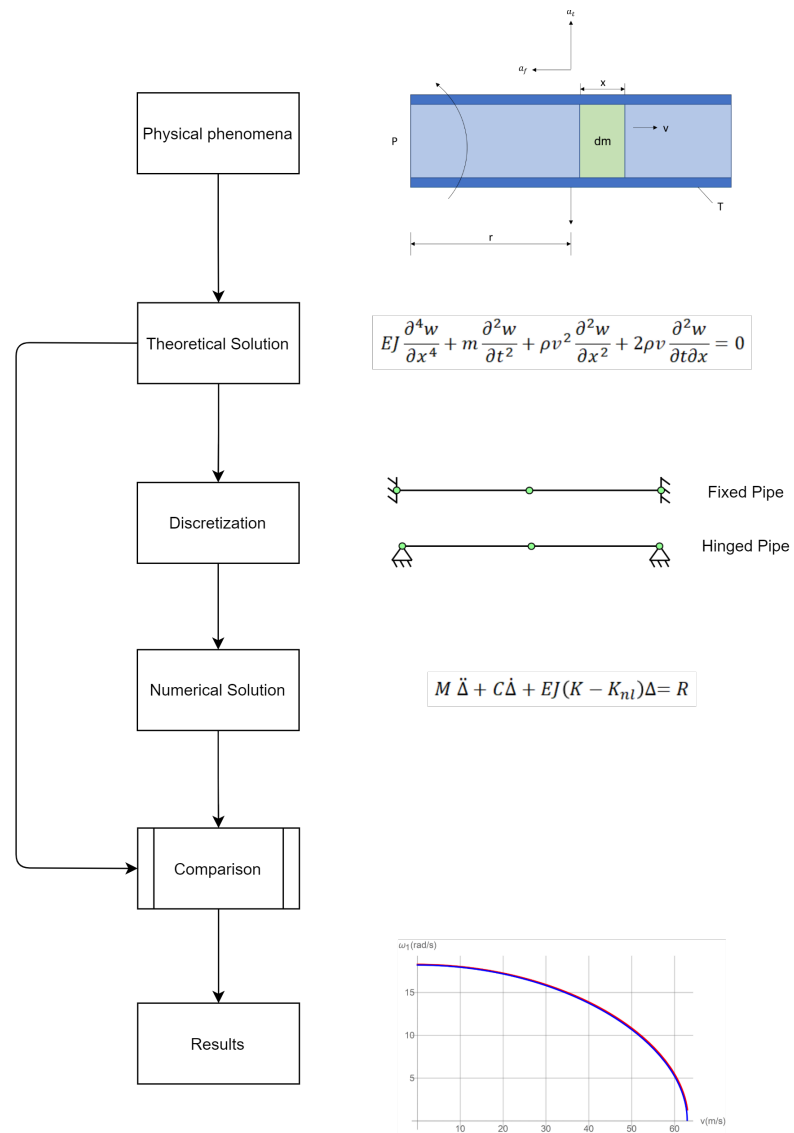 Physical phenomena
a_t
a_f
x
P
dm
v
T
r
Theoretical Solution
EJ ∂⁴w/∂x⁴ + m ∂²w/∂t² + ρv² ∂²w/∂x² + 2ρv ∂²w/∂t∂x = 0
Discretization
Fixed Pipe
Hinged Pipe
Numerical Solution
M Δ̈ + CΔ̇ + EJ(K − K_nl)Δ= R
Comparison
Results
ω₁(rad/s)
15
10
5
v(m/s)
10 20 30 40 50 60